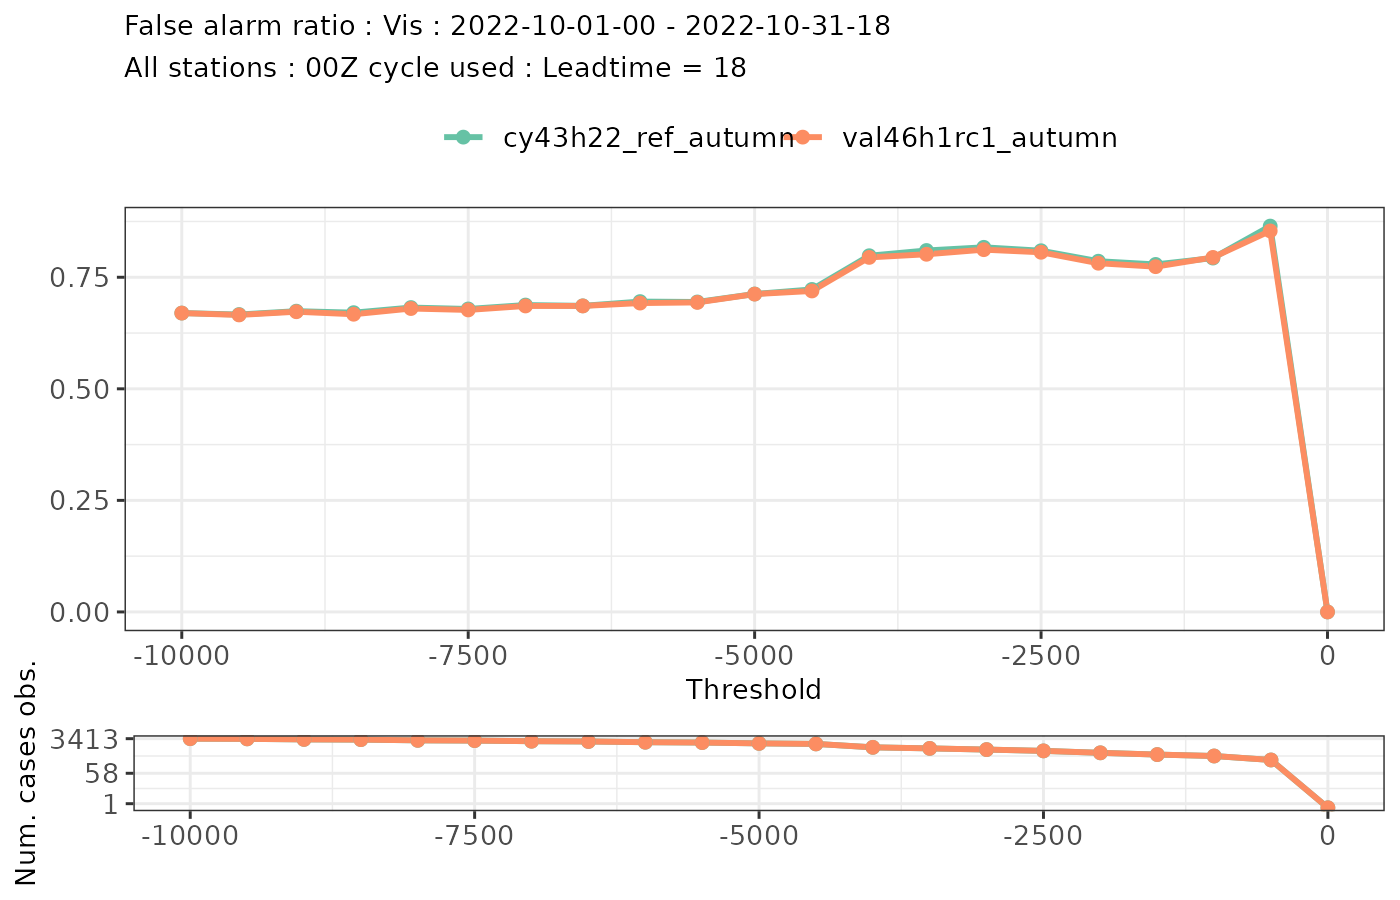 False alarm ratio : Vis : 2022-10-01-00 - 2022-10-31-18
All stations : 00Z cycle used : Leadtime = 18
cy43h22_ref_autumn val46h1rc1_autumn
0.75
0.50
0.25
0.00
-10000 -7500 -5000 -2500 0
Threshold
Num. cases obs.
3413
58
1
-10000 -7500 -5000 -2500 0